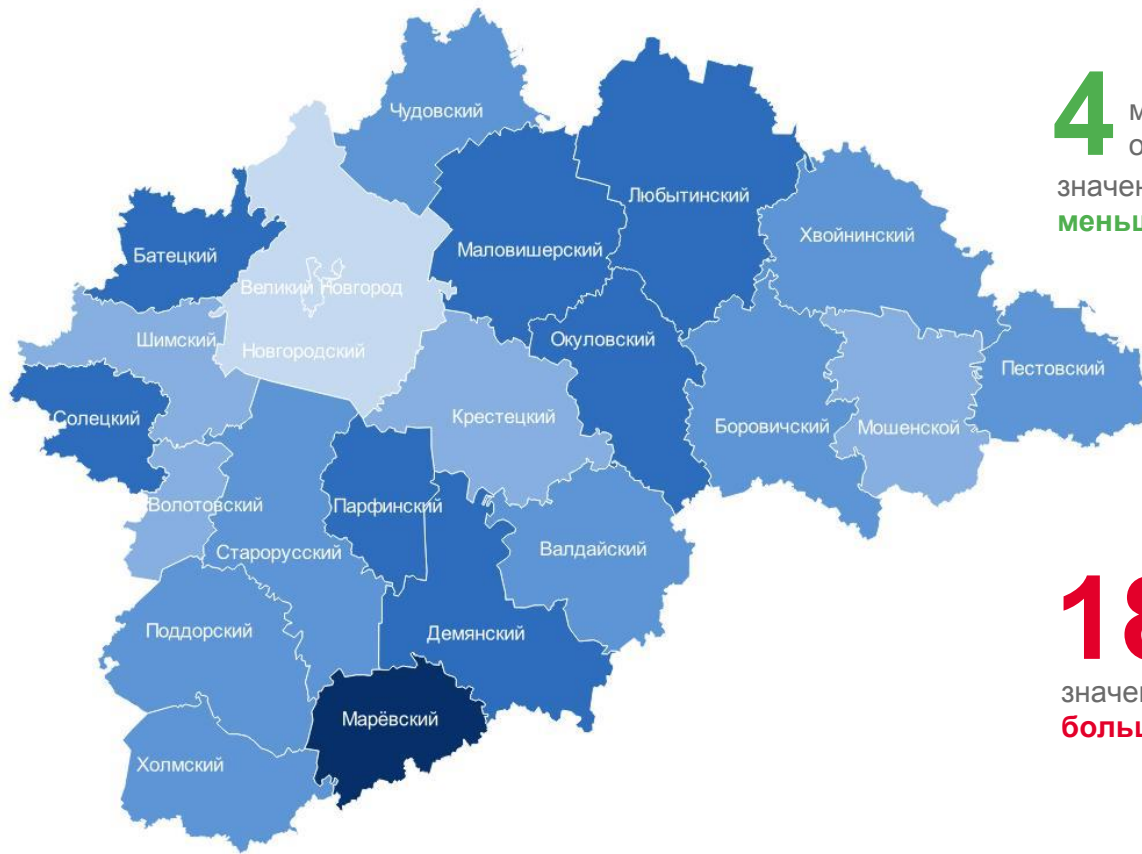 Чудовский
Любытинский
Хвойнинский
Маловишерский
Батецкий
Великий Новгород
Шимский
Новгородский
Окуловский
Пестовский
Солецкий
Крестецкий
Боровичский
Мошенской
Волотовский
Парфинский
Старорусский
Валдайский
Поддорский
Демянский
Марёвский
Холмский
4
18